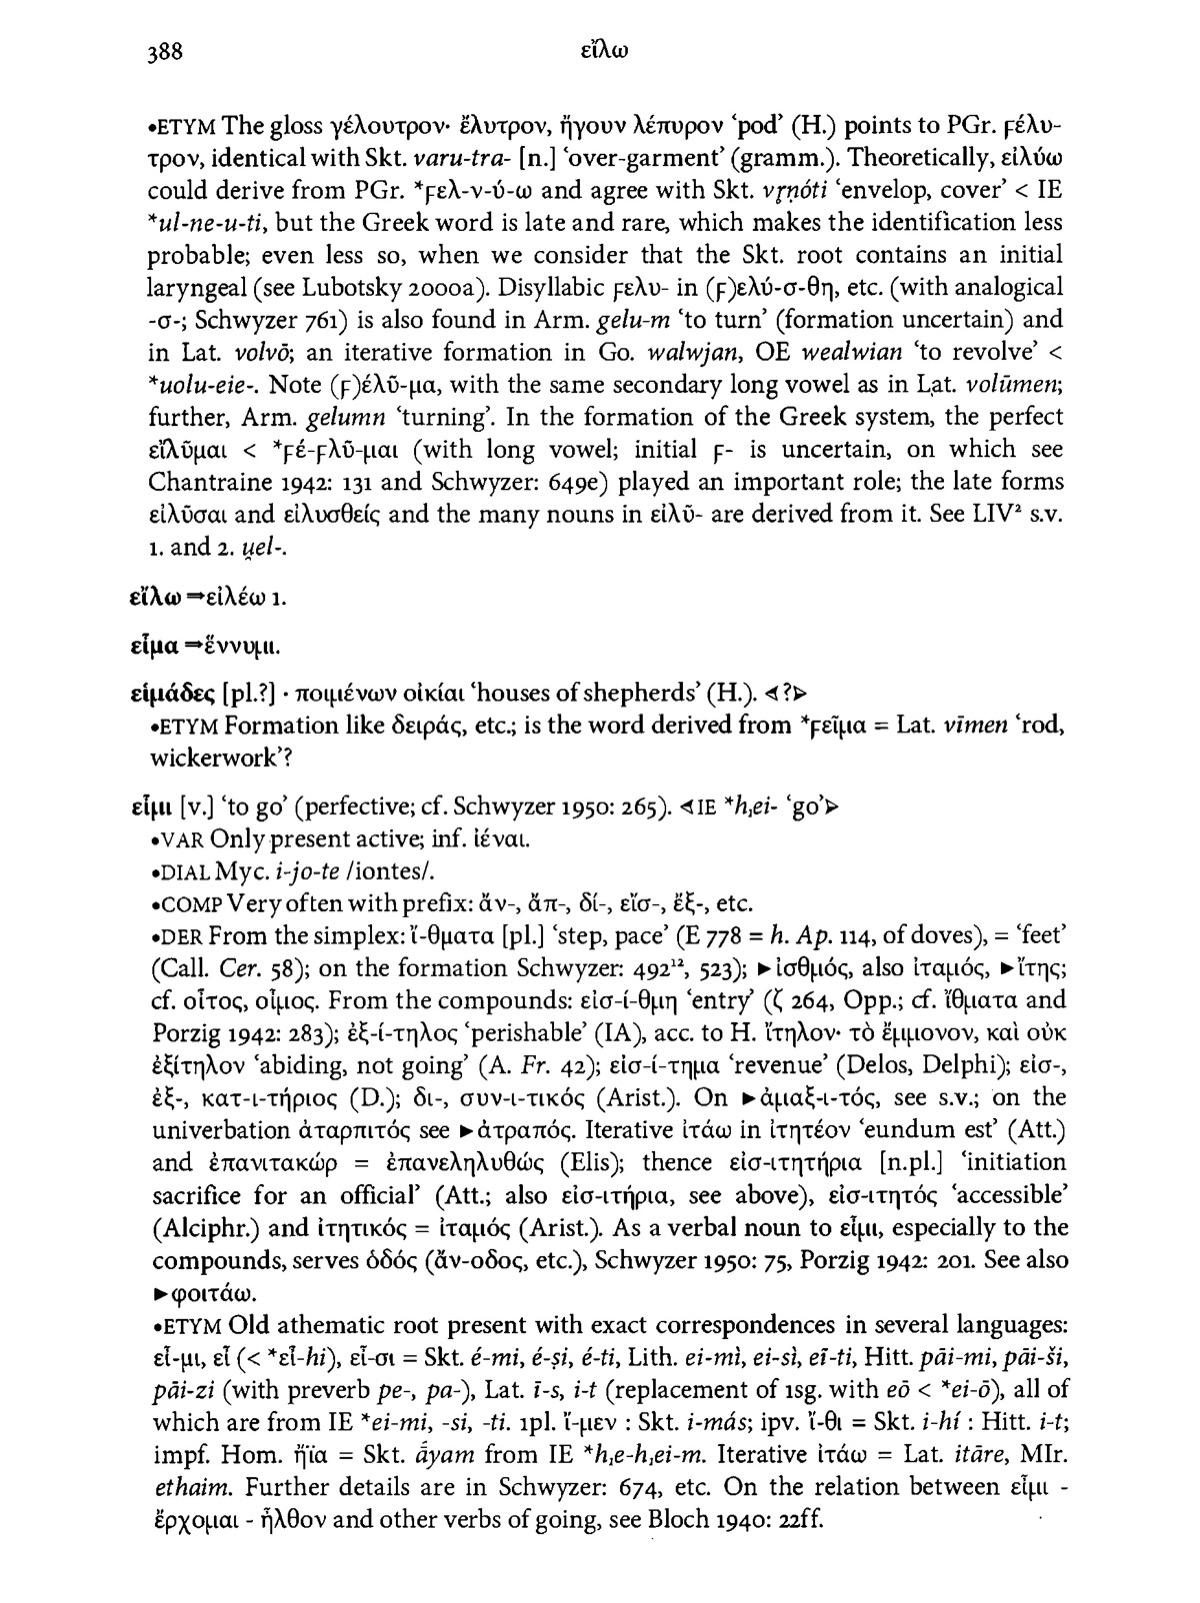 388
εἴλω
•ETYM The gloss γέλουτρον· ἔλυτρον, ἤγουν λέπυρον ‘pod’ (H.) points to PGr. ϝέλυ-
τρον, identical with Skt. varu-tra- [n.] ‘over-garment’ (gramm.). Theoretically, εἰλύω
could derive from PGr. *ϝελ-ν-ύ-ω and agree with Skt. vr̥ṇóti ‘envelop, cover’ < IE
*ul-ne-u-ti, but the Greek word is late and rare, which makes the identification less
probable; even less so, when we consider that the Skt. root contains an initial
laryngeal (see Lubotsky 2000a). Disyllabic ϝελυ- in (ϝ)ελύ-σ-θη, etc. (with analogical
-σ-; Schwyzer 761) is also found in Arm. gelu-m ‘to turn’ (formation uncertain) and
in Lat. volvō; an iterative formation in Go. walwjan, OE wealwian ‘to revolve’ <
*uolu-eie-. Note (ϝ)έλῡ-μα, with the same secondary long vowel as in Lat. volūmen;
further, Arm. gelumn ‘turning’. In the formation of the Greek system, the perfect
εἴλῡμαι < *ϝέ-ϝλῡ-μαι (with long vowel; initial ϝ- is uncertain, on which see
Chantraine 1942: 131 and Schwyzer: 649e) played an important role; the late forms
εἰλῦσαι and εἰλυσθείς and the many nouns in εἰλῡ- are derived from it. See LIV² s.v.
1. and 2. u̯el-.
εἴλω ⇒εἰλέω 1.
εἷμα ⇒ἕννυμι.
εἰμάδες [pl.?] · ποιμένων οἰκίαι ‘houses of shepherds’ (H.). ⋖?⋗
•ETYM Formation like δειράς, etc.; is the word derived from *ϝεῖμα = Lat. vīmen ‘rod,
wickerwork’?
εἶμι [v.] ‘to go’ (perfective; cf. Schwyzer 1950: 265). ⋖IE *h₁ei- ‘go’⋗
•VAR Only present active; inf. ἰέναι.
•DIAL Myc. i-jo-te /iontes/.
•COMP Very often with prefix: ἄν-, ἄπ-, δί-, εἴσ-, ἔξ-, etc.
•DER From the simplex: ἴ-θματα [pl.] ‘step, pace’ (E 778 = h. Ap. 114, of doves), = ‘feet’
(Call. Cer. 58); on the formation Schwyzer: 492¹², 523); ►ἰσθμός, also ἰταμός, ►ἴτης;
cf. οἶτος, οἶμος. From the compounds: εἰσ-ί-θμη ‘entry’ (ζ 264, Opp.; cf. ἴθματα and
Porzig 1942: 283); ἐξ-ί-τηλος ‘perishable’ (IA), acc. to H. ἴτηλον· τὸ ἔμμονον, καὶ οὐκ
ἐξίτηλον ‘abiding, not going’ (A. Fr. 42); εἰσ-ί-τημα ‘revenue’ (Delos, Delphi); εἰσ-,
ἐξ-, κατ-ι-τήριος (D.); δι-, συν-ι-τικός (Arist.). On ►ἁμαξ-ι-τός, see s.v.; on the
univerbation ἀταρπιτός see ►ἀτραπός. Iterative ἰτάω in ἰτητέον ‘eundum est’ (Att.)
and ἐπανιτακώρ = ἐπανεληλυθώς (Elis); thence εἰσ-ιτητήρια [n.pl.] ‘initiation
sacrifice for an official’ (Att.; also εἰσ-ιτήρια, see above), εἰσ-ιτητός ‘accessible’
(Alciphr.) and ἰτητικός = ἰταμός (Arist.). As a verbal noun to εἶμι, especially to the
compounds, serves ὁδός (ἄν-οδος, etc.), Schwyzer 1950: 75, Porzig 1942: 201. See also
►φοιτάω.
•ETYM Old athematic root present with exact correspondences in several languages:
εἶ-μι, εἶ (< *εἶ-hi), εἶ-σι = Skt. é-mi, é-ṣi, é-ti, Lith. ei-mì, ei-sì, eĩ-ti, Hitt. pāi-mi, pāi-ši,
pāi-zi (with preverb pe-, pa-), Lat. ī-s, i-t (replacement of 1sg. with eō < *ei-ō), all of
which are from IE *ei-mi, -si, -ti. 1pl. ἴ-μεν : Skt. i-más; ipv. ἴ-θι = Skt. i-hí : Hitt. i-t;
impf. Hom. ἤϊα = Skt. ā́yam from IE *h₁e-h₁ei-m. Iterative ἰτάω = Lat. itāre, MIr.
ethaim. Further details are in Schwyzer: 674, etc. On the relation between εἶμι -
ἔρχομαι - ἦλθον and other verbs of going, see Bloch 1940: 22ff.